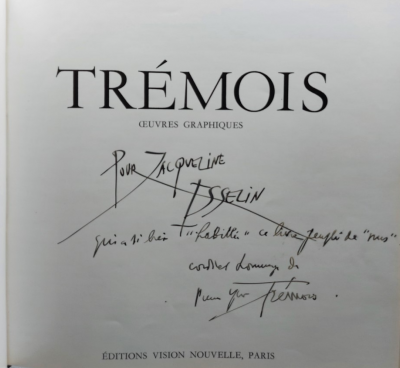 TRÉMOIS
ŒUVRES GRAPHIQUES
Pour Jacqueline
Isselin
qui a si bien "habillé" ce livre peuplé de "nus"
cordial hommage de
Pierre Yves Trémois
ÉDITIONS VISION NOUVELLE, PARIS